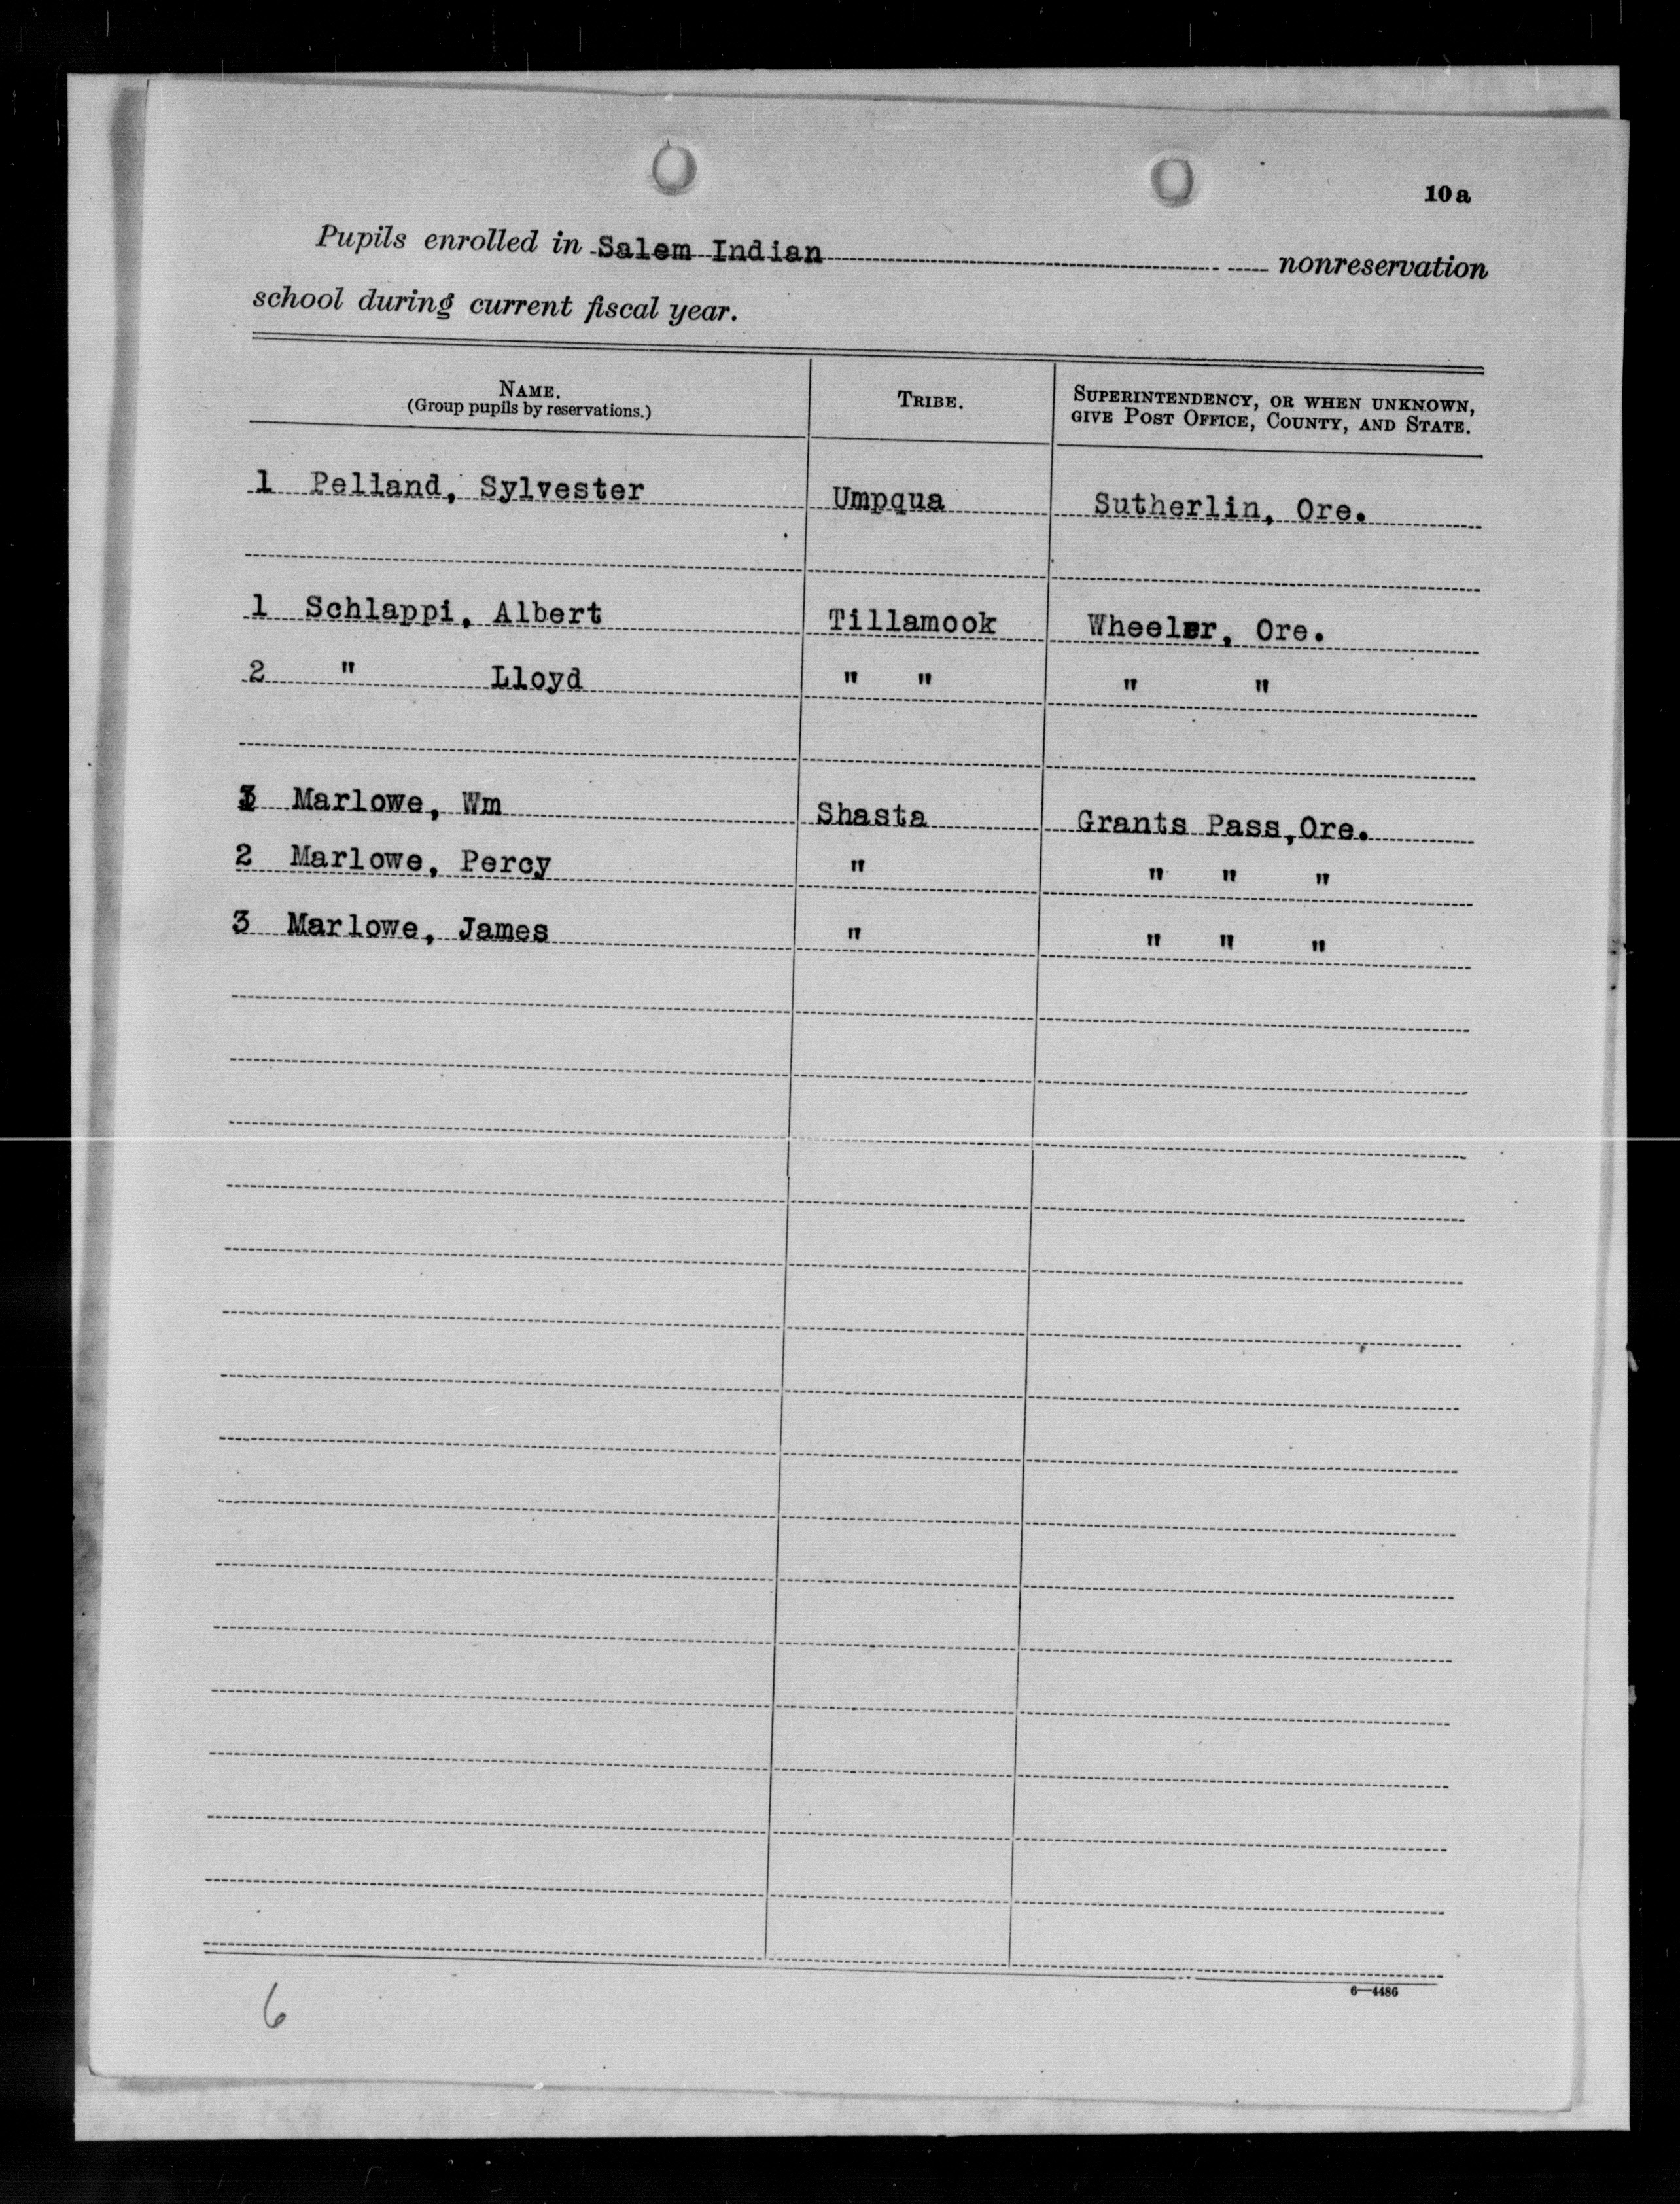 10 a
Pupils enrolled in Salem Indian nonreservation
school during current fiscal year.
NAME. TRIBE. SUPERINTENDENCY, OR WHEN UNKNOWN,
(Group pupils by reservations.) GIVE POST OFFICE, COUNTY, AND STATE.
1 Pelland, Sylvester Umpqua Sutherlin, Ore.
1 Schlappi, Albert Tillamook Wheeler, Ore.
2 " Lloyd " " " "
Marlowe, Wm Shasta Grants Pass,Ore.
2 Marlowe, Percy " " " "
3 Marlowe, James " " " "
6—4486
6